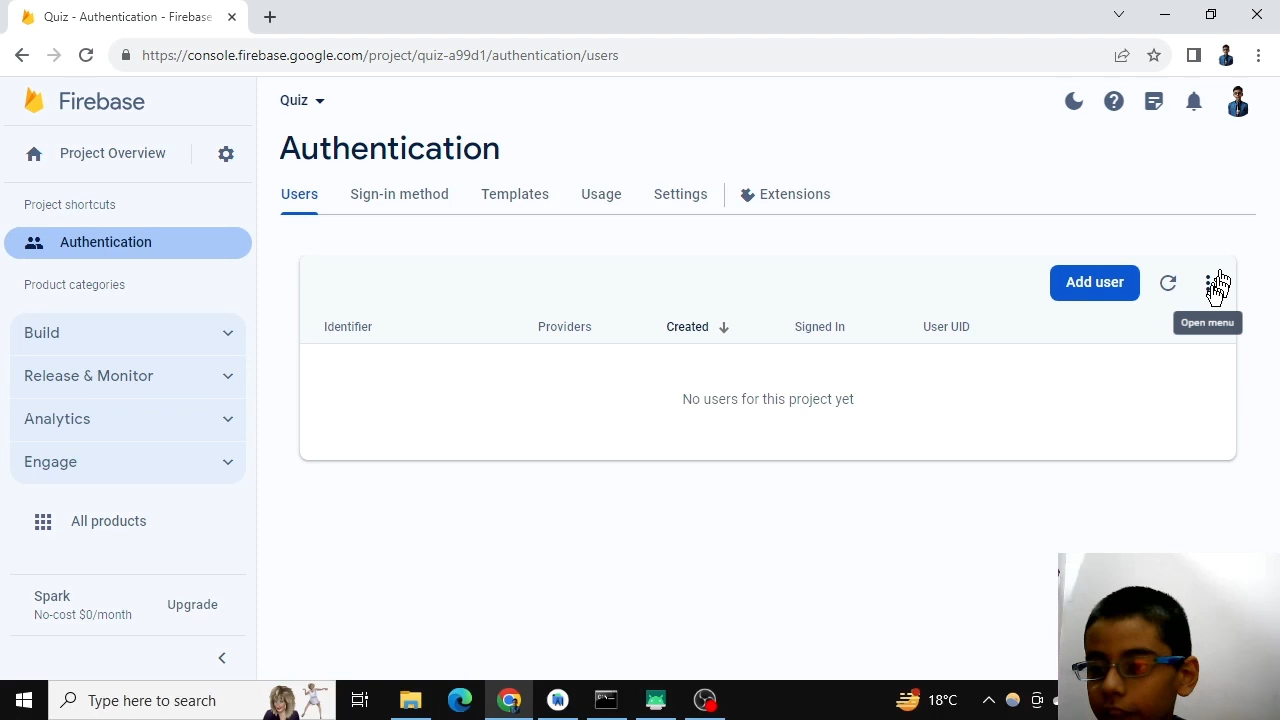 Quiz - Authentication - Firebase
https://console.firebase.google.com/project/quiz-a99d1/authentication/users
Firebase
Quiz
Project Overview
Authentication
Users
Sign-in method
Templates
Usage
Settings
Extensions
Project shortcuts
Authentication
Product categories
Add user
Open menu
Identifier
Providers
Created
Signed In
User UID
Build
Release & Monitor
No users for this project yet
Analytics
Engage
All products
Spark
No-cost $0/month
Upgrade
Type here to search
18°C